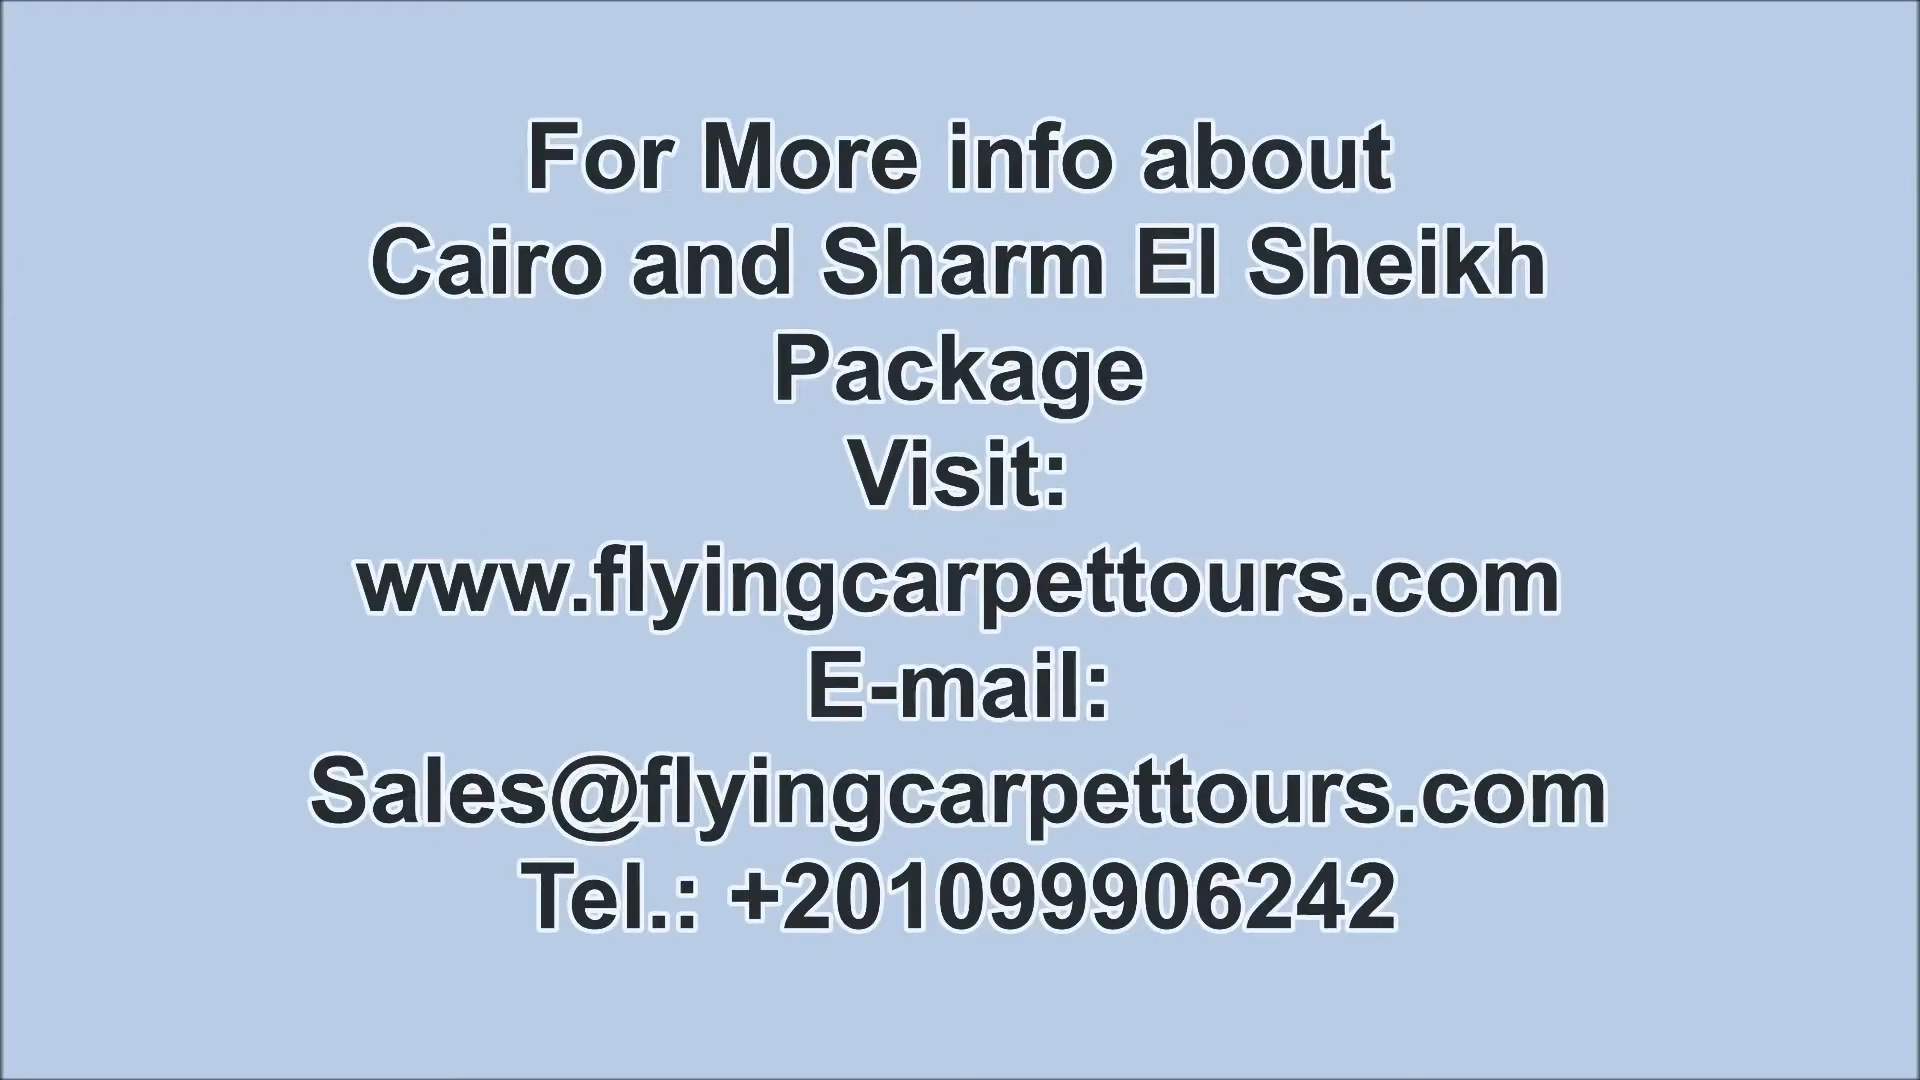 For More info about
Cairo and Sharm El Sheikh
Package
Visit:
www.flyingcarpettours.com
E-mail:
Sales@flyingcarpettours.com
Tel.: +201099906242